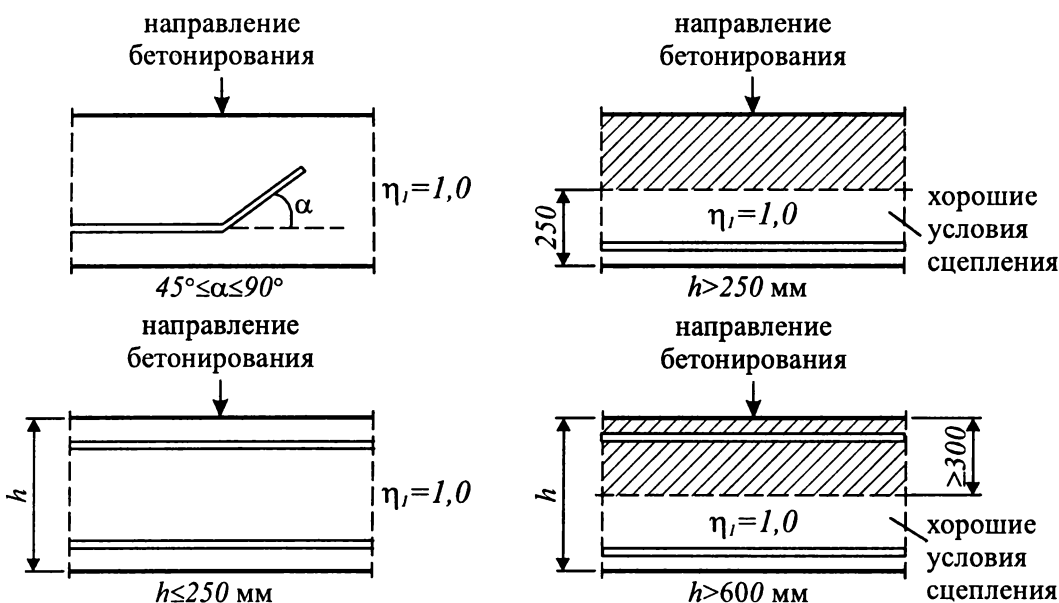 направление
бетонирования
α
η₁=1,0
45°≤α≤90°
направление
бетонирования
250
η₁=1,0
хорошие
условия
сцепления
h>250 мм
направление
бетонирования
h
η₁=1,0
h≤250 мм
направление
бетонирования
h
≥300
η₁=1,0
хорошие
условия
сцепления
h>600 мм